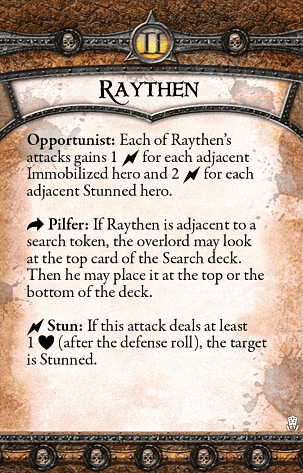 II
RAYTHEN
Opportunist: Each of Raythen's
attacks gains 1 for each adjacent
Immobilized hero and 2 for each
adjacent Stunned hero.
Pilfer: If Raythen is adjacent to a
search token, the overlord may look
at the top card of the Search deck.
Then he may place it at the top or the
bottom of the deck.
Stun: If this attack deals at least
1 (after the defense roll), the target
is Stunned.